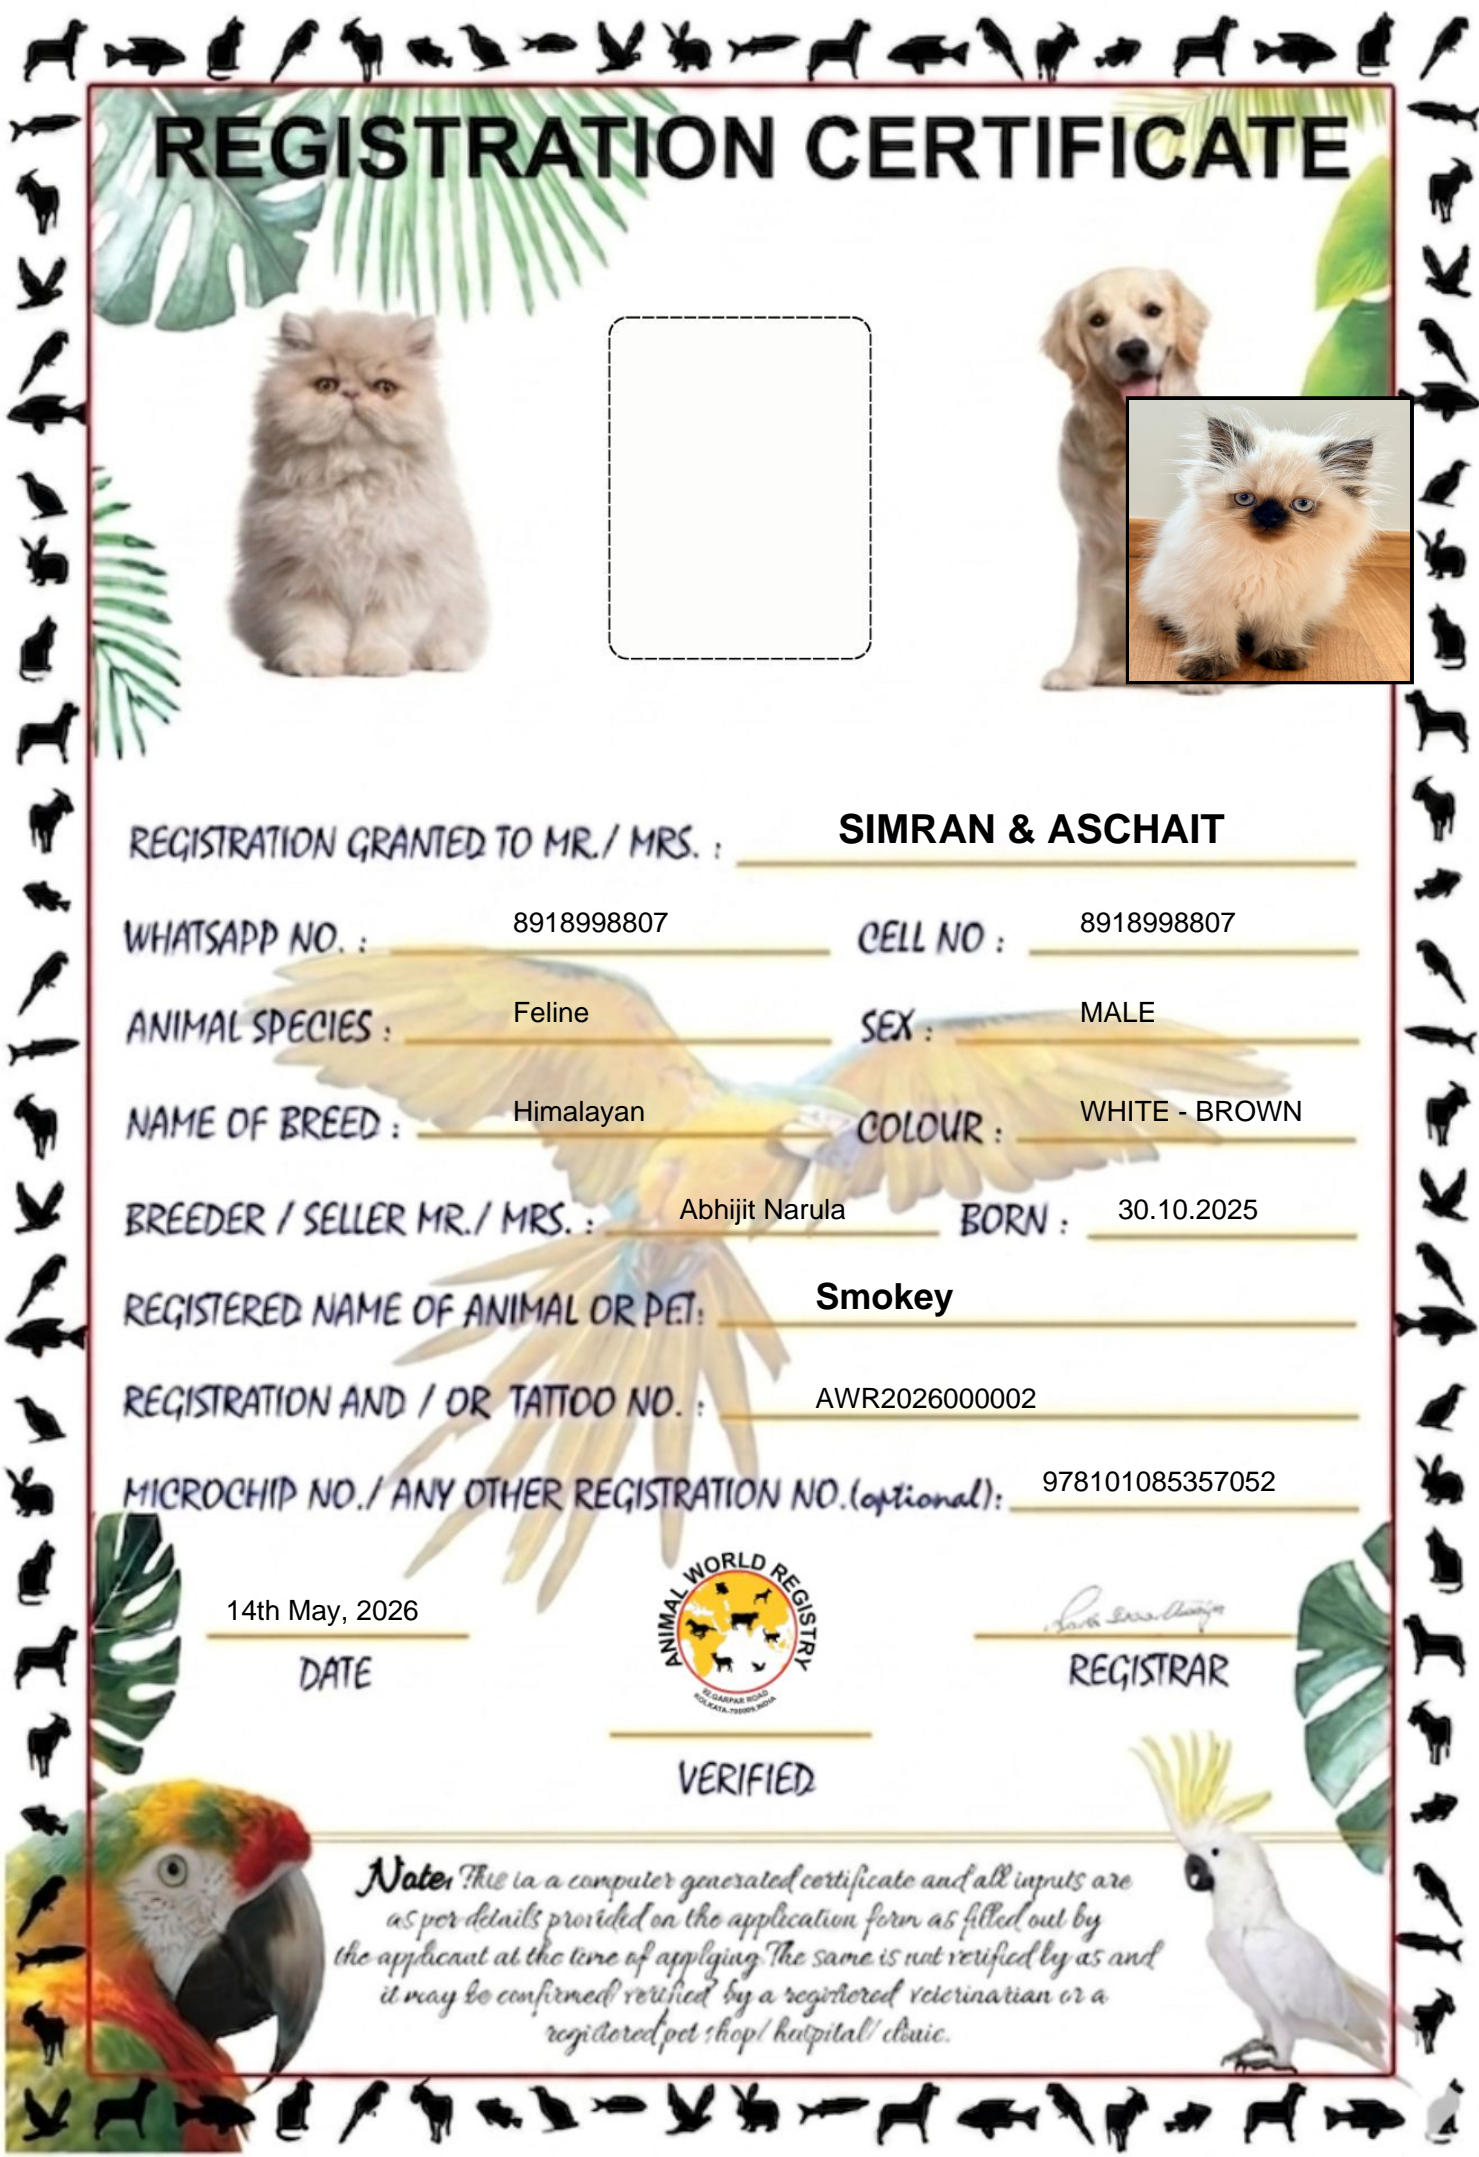 REGISTRATION CERTIFICATE
REGISTRATION GRANTED TO MR./ MRS. : SIMRAN & ASCHAIT
WHATSAPP NO. : 8918998807 CELL NO : 8918998807
ANIMAL SPECIES : Feline SEX : MALE
NAME OF BREED : Himalayan COLOUR : WHITE - BROWN
BREEDER / SELLER MR./ MRS. : Abhijit Narula BORN : 30.10.2025
REGISTERED NAME OF ANIMAL OR PET: Smokey
REGISTRATION AND / OR TATTOO NO. : AWR2026000002
MICROCHIP NO./ ANY OTHER REGISTRATION NO.(optional): 978101085357052
14th May, 2026
DATE
ANIMAL WORLD REGISTRY
92,GARPAR ROAD
KOLKATA-700009,INDIA
REGISTRAR
VERIFIED
Note: This is a computer generated certificate and all inputs are
as per details provided on the application form as filled out by
the applicant at the time of applying. The same is not verified by us and
it may be confirmed/ verified by a registered veterinarian or a
registered pet shop/ hospital/ clinic.